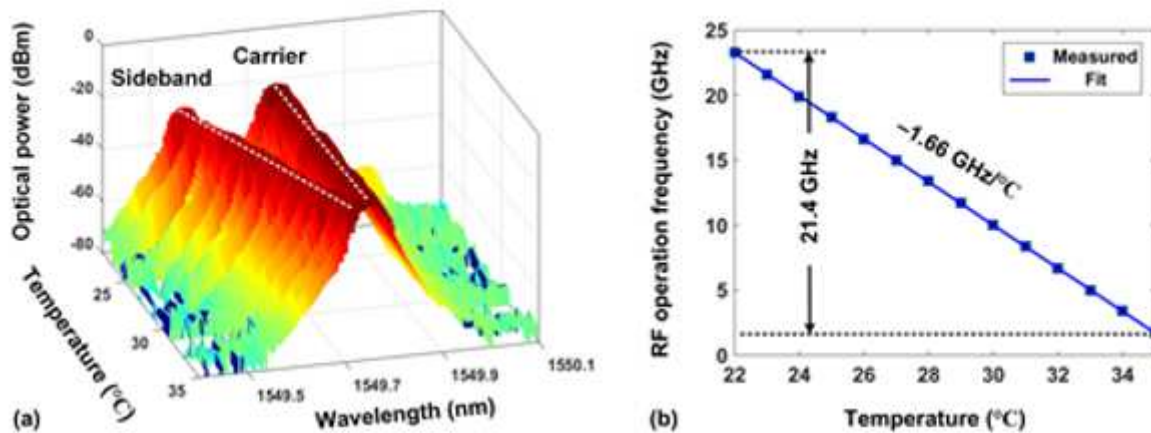 0
-20
-40
-60
-80
Optical power (dBm)
Sideband
Carrier
25
30
35
Temperature (°C)
1549.5
1549.7
1549.9
1550.1
Wavelength (nm)
(a)
25
20
15
10
5
0
RF operation frequency (GHz)
Measured
Fit
–1.66 GHz/°C
21.4 GHz
22 24 26 28 30 32 34
Temperature (°C)
(b)